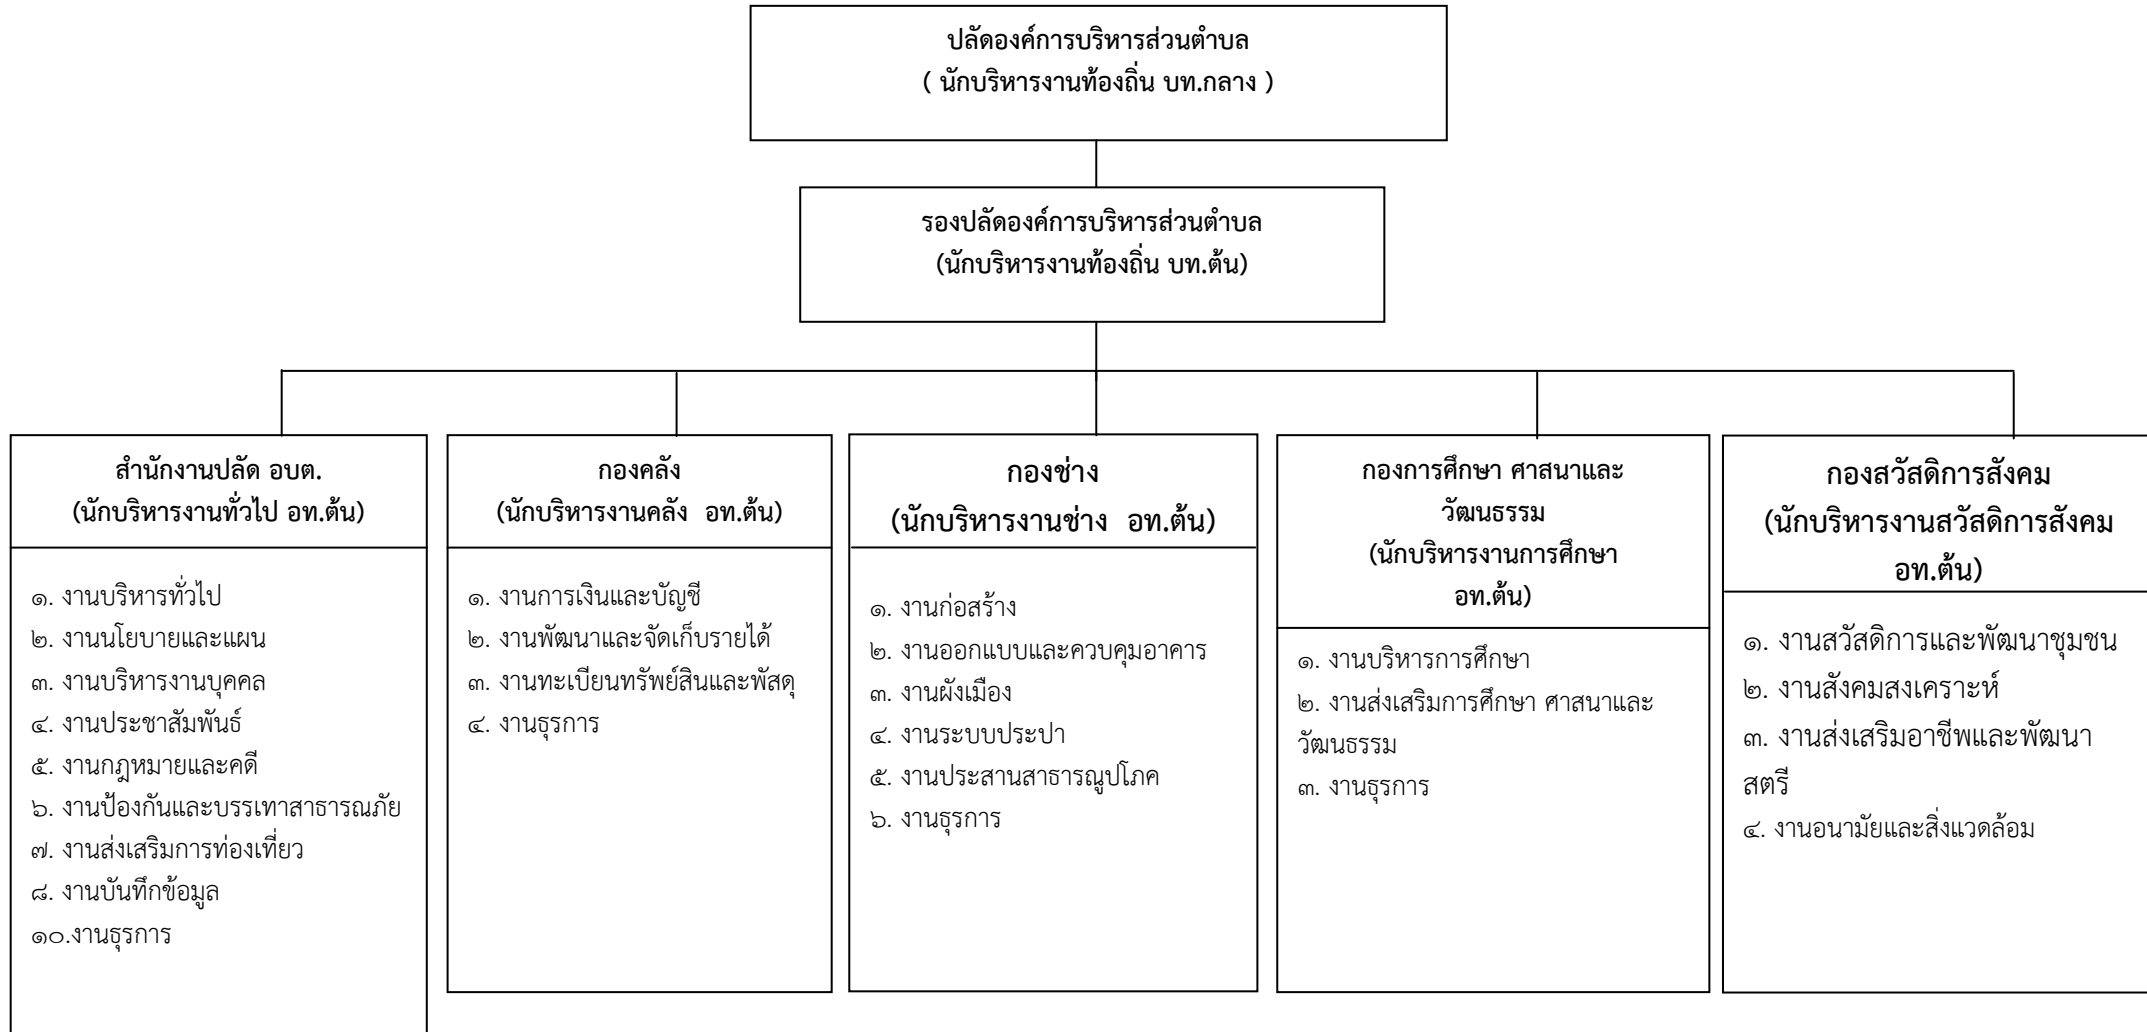 ปลัดองค์การบริหารส่วนตำบล
( นักบริหารงานท้องถิ่น บท.กลาง )
รองปลัดองค์การบริหารส่วนตำบล
(นักบริหารงานท้องถิ่น บท.ต้น)
สำนักงานปลัด อบต.
(นักบริหารงานทั่วไป อท.ต้น)
๑. งานบริหารทั่วไป
๒. งานนโยบายและแผน
๓. งานบริหารงานบุคคล
๔. งานประชาสัมพันธ์
๕. งานกฎหมายและคดี
๖. งานป้องกันและบรรเทาสาธารณภัย
๗. งานส่งเสริมการท่องเที่ยว
๘. งานบันทึกข้อมูล
๑๐.งานธุรการ
กองคลัง
(นักบริหารงานคลัง อท.ต้น)
๑. งานการเงินและบัญชี
๒. งานพัฒนาและจัดเก็บรายได้
๓. งานทะเบียนทรัพย์สินและพัสดุ
๔. งานธุรการ
กองช่าง
(นักบริหารงานช่าง อท.ต้น)
๑. งานก่อสร้าง
๒. งานออกแบบและควบคุมอาคาร
๓. งานผังเมือง
๔. งานระบบประปา
๕. งานประสานสาธารณูปโภค
๖. งานธุรการ
กองการศึกษา ศาสนาและ
วัฒนธรรม
(นักบริหารงานการศึกษา
อท.ต้น)
๑. งานบริหารการศึกษา
๒. งานส่งเสริมการศึกษา ศาสนาและ
วัฒนธรรม
๓. งานธุรการ
กองสวัสดิการสังคม
(นักบริหารงานสวัสดิการสังคม
อท.ต้น)
๑. งานสวัสดิการและพัฒนาชุมชน
๒. งานสังคมสงเคราะห์
๓. งานส่งเสริมอาชีพและพัฒนา
สตรี
๔. งานอนามัยและสิ่งแวดล้อม